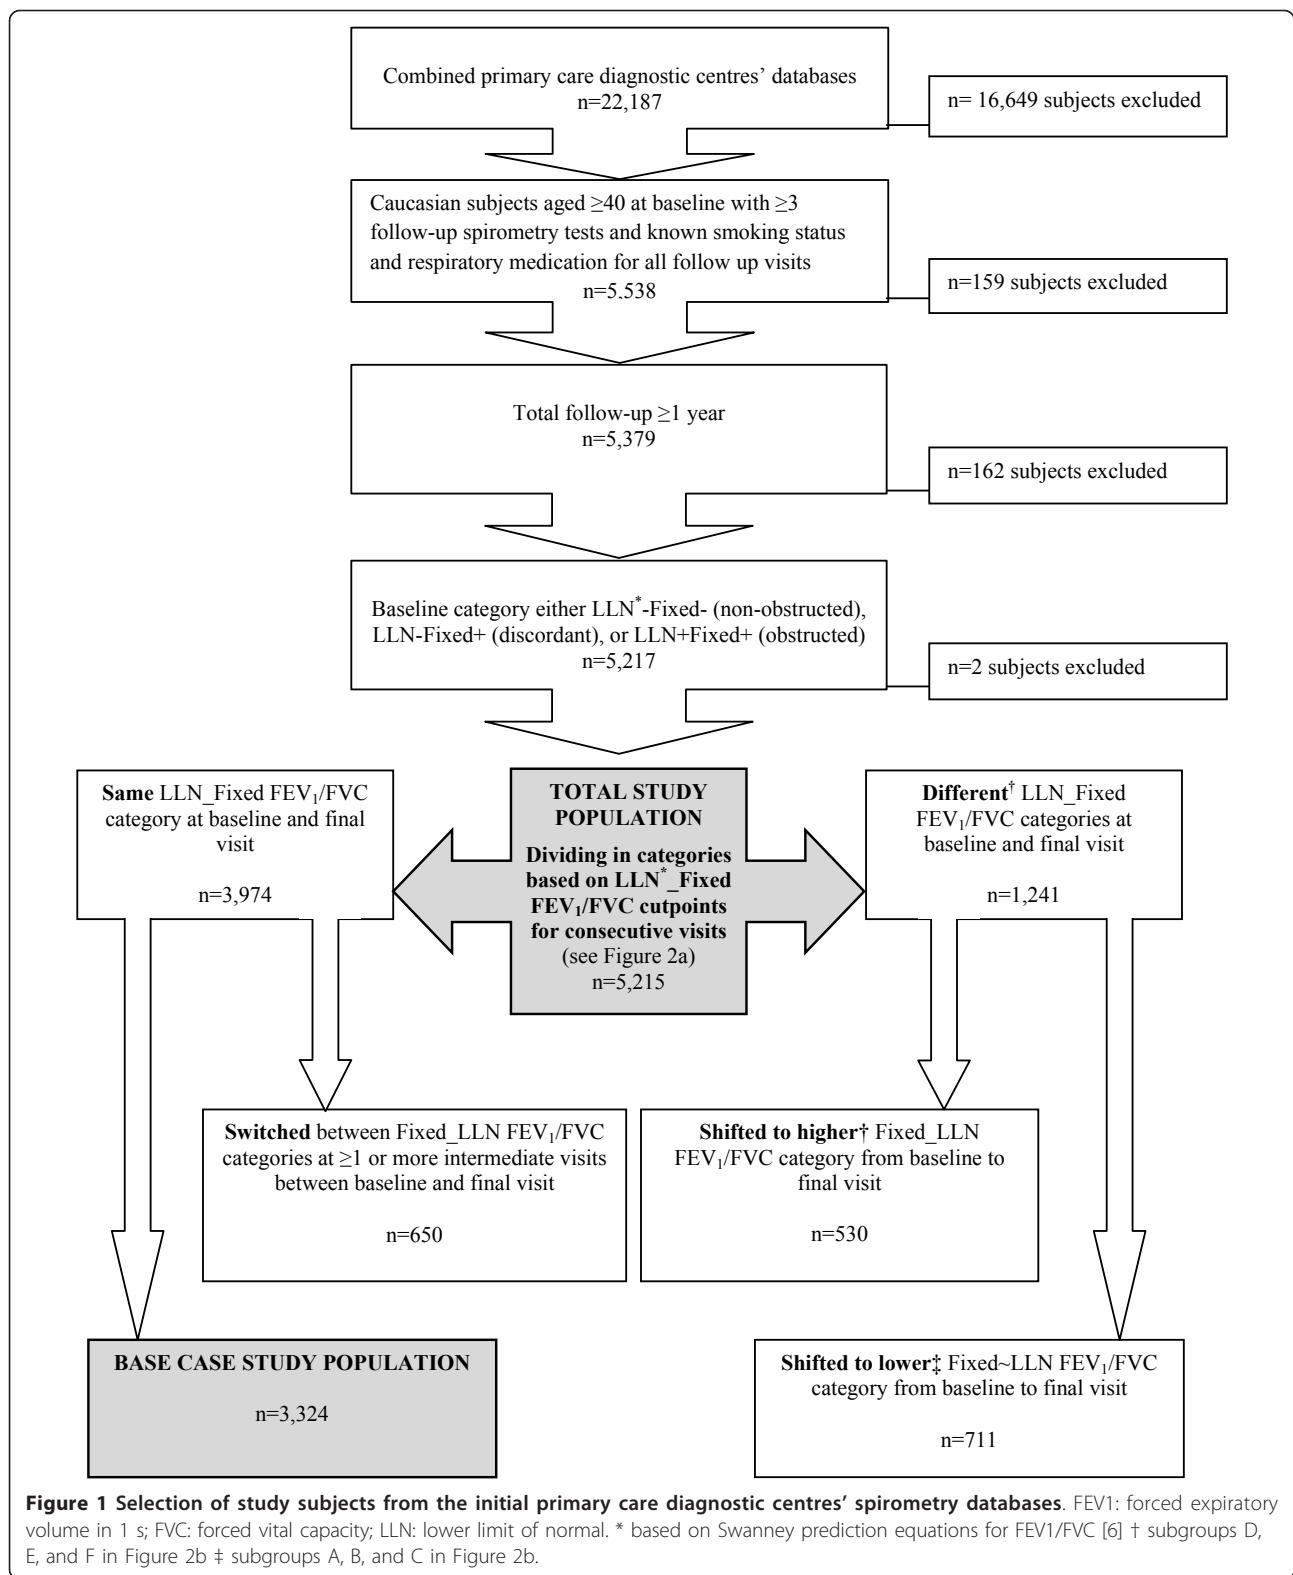 Combined primary care diagnostic centres' databases
n=22,187
n= 16,649 subjects excluded
Caucasian subjects aged ≥40 at baseline with ≥3
follow-up spirometry tests and known smoking status
and respiratory medication for all follow up visits
n=5,538
n=159 subjects excluded
Total follow-up ≥1 year
n=5,379
n=162 subjects excluded
Baseline category either LLN*-Fixed- (non-obstructed),
LLN-Fixed+ (discordant), or LLN+Fixed+ (obstructed)
n=5,217
n=2 subjects excluded
Same LLN_Fixed FEV₁/FVC
category at baseline and final
visit
n=3,974
TOTAL STUDY
POPULATION
Dividing in categories
based on LLN*_Fixed
FEV₁/FVC cutpoints
for consecutive visits
(see Figure 2a)
n=5,215
Different† LLN_Fixed
FEV₁/FVC categories at
baseline and final visit
n=1,241
Switched between Fixed_LLN FEV₁/FVC
categories at ≥1 or more intermediate visits
between baseline and final visit
n=650
Shifted to higher† Fixed_LLN
FEV₁/FVC category from baseline to
final visit
n=530
BASE CASE STUDY POPULATION
n=3,324
Shifted to lower‡ Fixed~LLN FEV₁/FVC
category from baseline to final visit
n=711
Figure 1 Selection of study subjects from the initial primary care diagnostic centres' spirometry databases. FEV1: forced expiratory
volume in 1 s; FVC: forced vital capacity; LLN: lower limit of normal. * based on Swanney prediction equations for FEV1/FVC [6] † subgroups D,
E, and F in Figure 2b ‡ subgroups A, B, and C in Figure 2b.